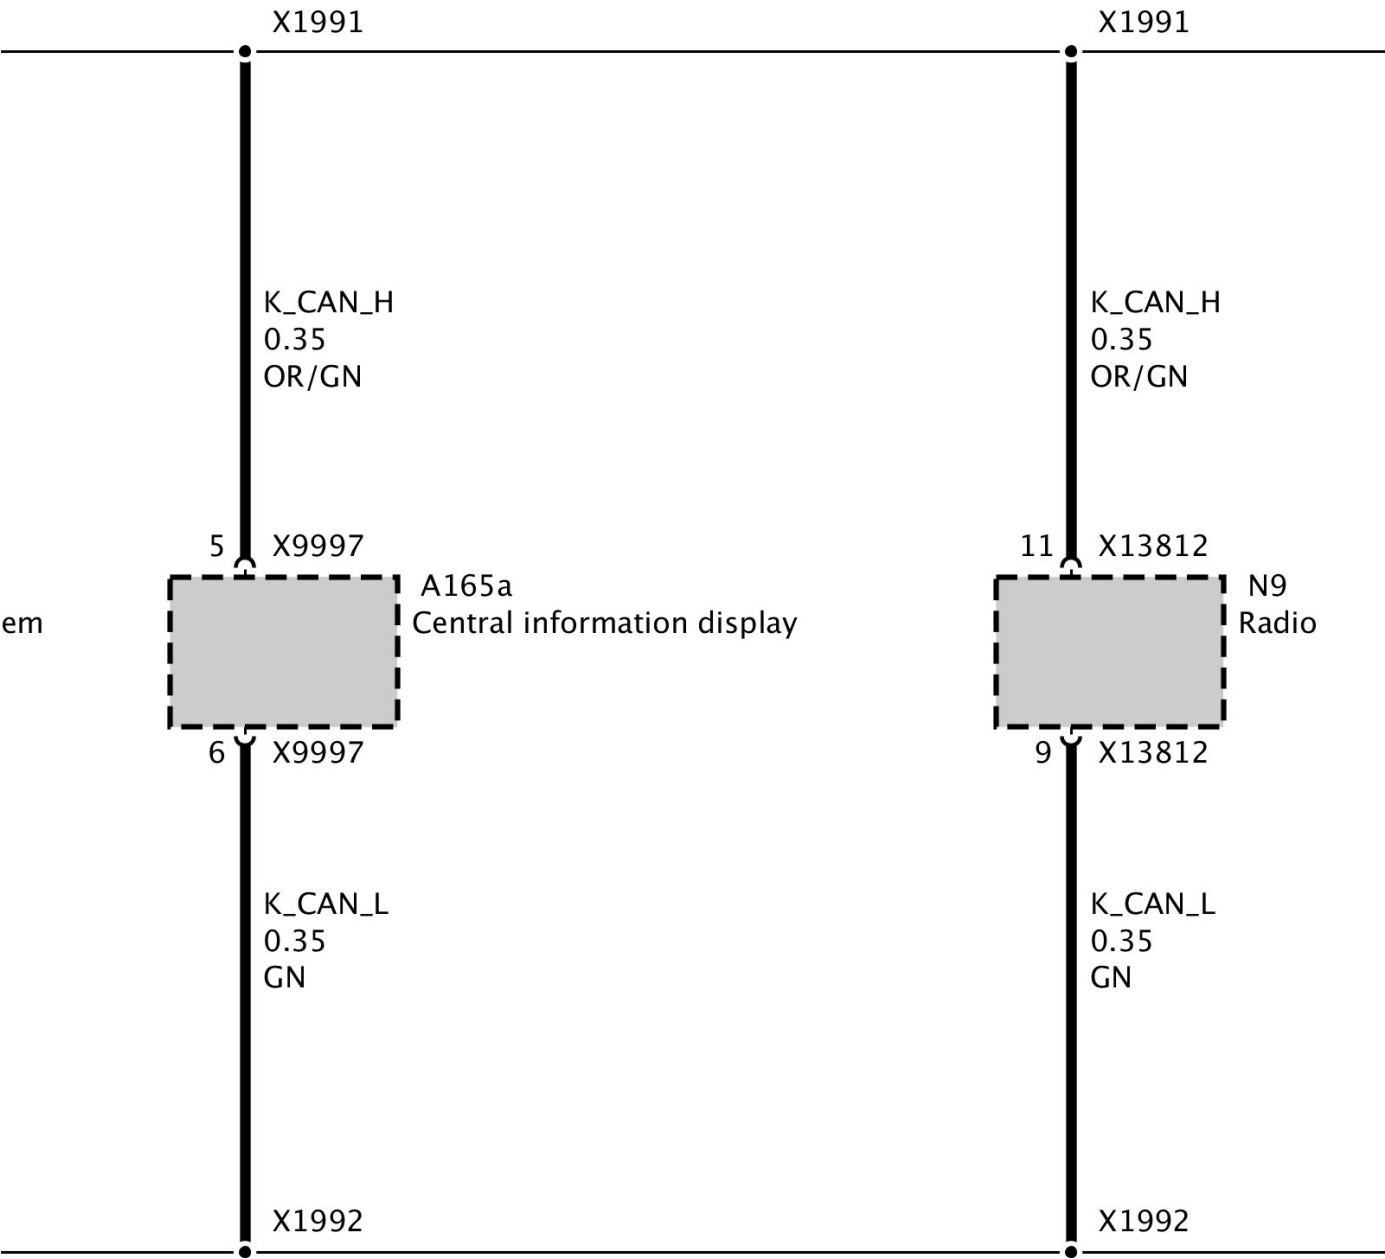 X1991
X1991
K_CAN_H
0.35
OR/GN
K_CAN_H
0.35
OR/GN
5 X9997
11 X13812
A165a
Central information display
N9
Radio
em
6 X9997
9 X13812
K_CAN_L
0.35
GN
K_CAN_L
0.35
GN
X1992
X1992